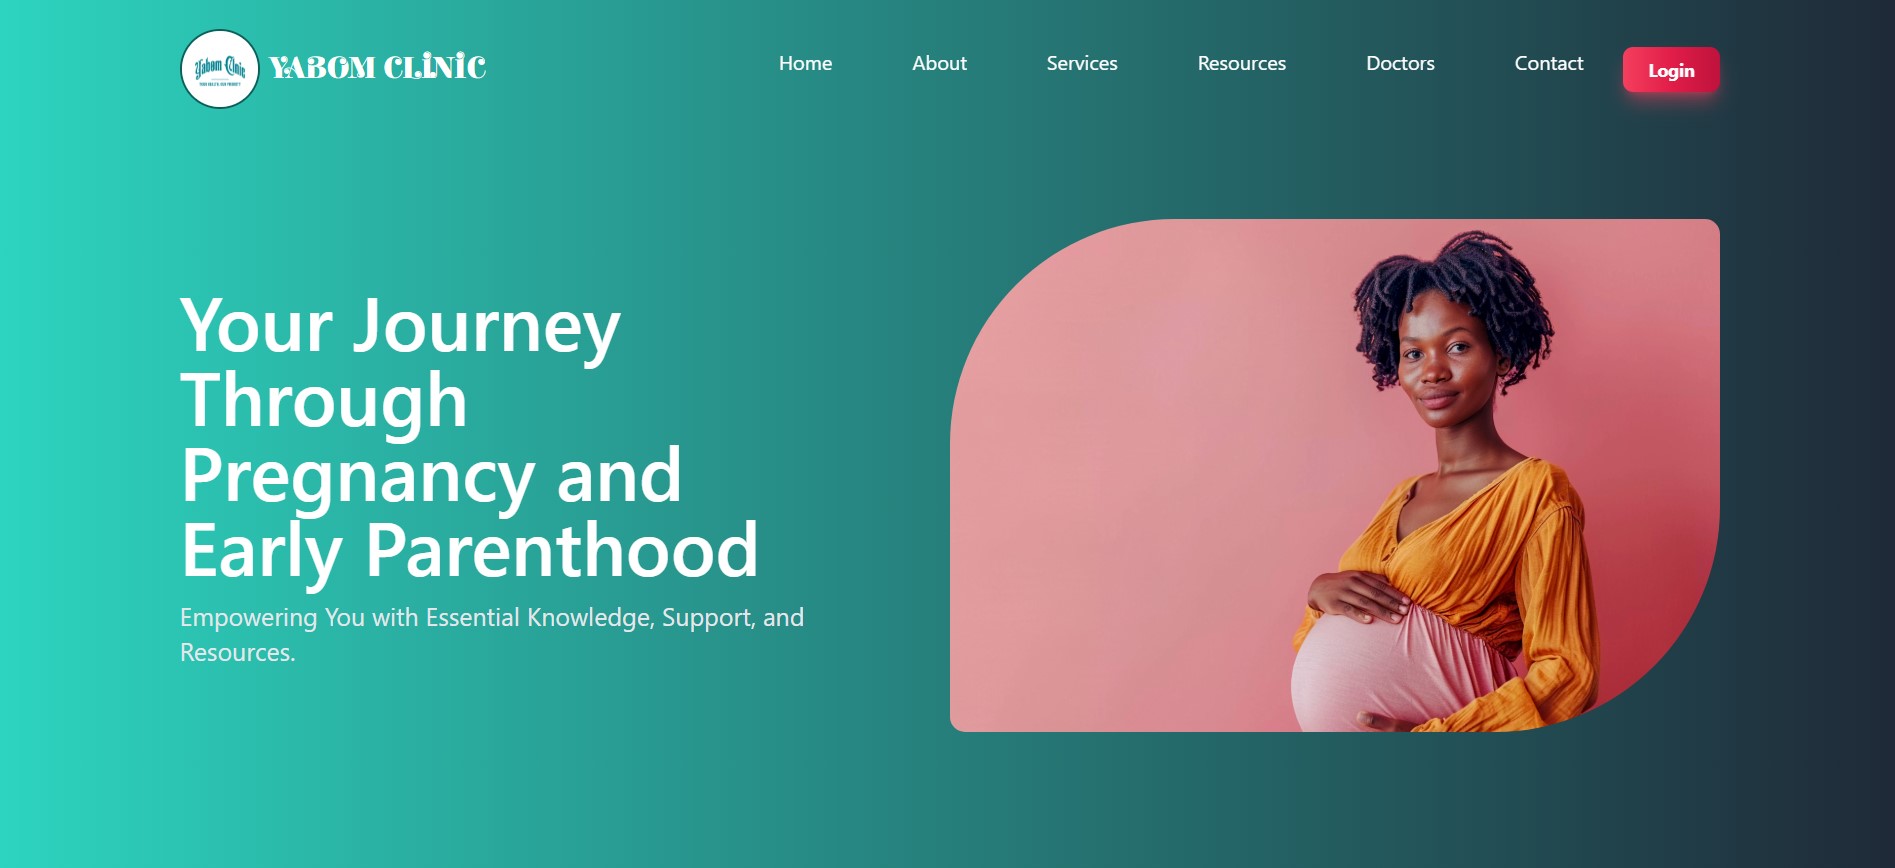 Yabom Clinic
YABOM CLINIC
Home About Services Resources Doctors Contact Login
Your Journey
Through
Pregnancy and
Early Parenthood
Empowering You with Essential Knowledge, Support, and
Resources.